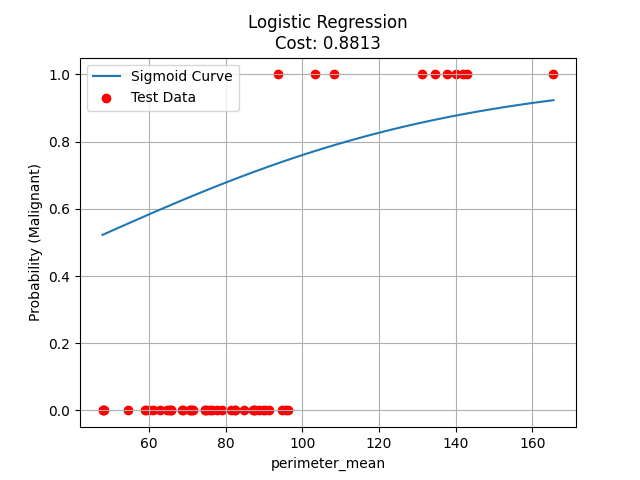 Logistic Regression
Cost: 0.8813
Sigmoid Curve
Test Data
Probability (Malignant)
1.0
0.8
0.6
0.4
0.2
0.0
60
80
100
120
140
160
perimeter_mean